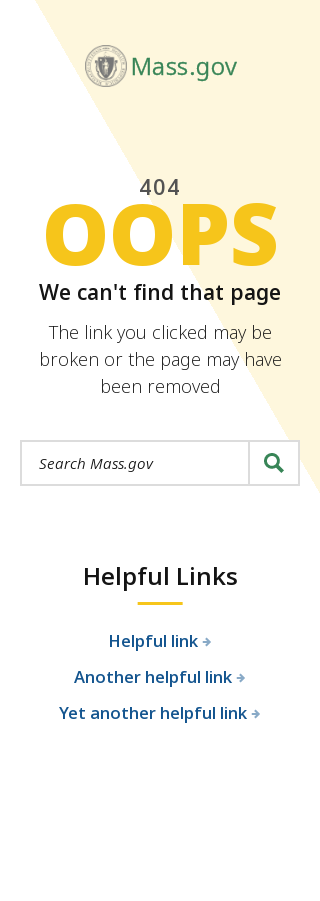 Mass.gov
404
OOPS
We can't find that page
The link you clicked may be
broken or the page may have
been removed
Search Mass.gov
Helpful Links
Helpful link
Another helpful link
Yet another helpful link